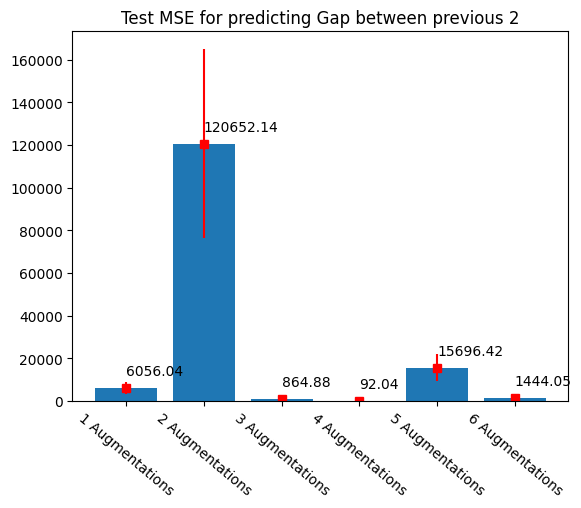 Test MSE for predicting Gap between previous 2
160000
140000
120000
100000
80000
60000
40000
20000
0
6056.04
120652.14
864.88
92.04
15696.42
1444.05
1 Augmentations
2 Augmentations
3 Augmentations
4 Augmentations
5 Augmentations
6 Augmentations